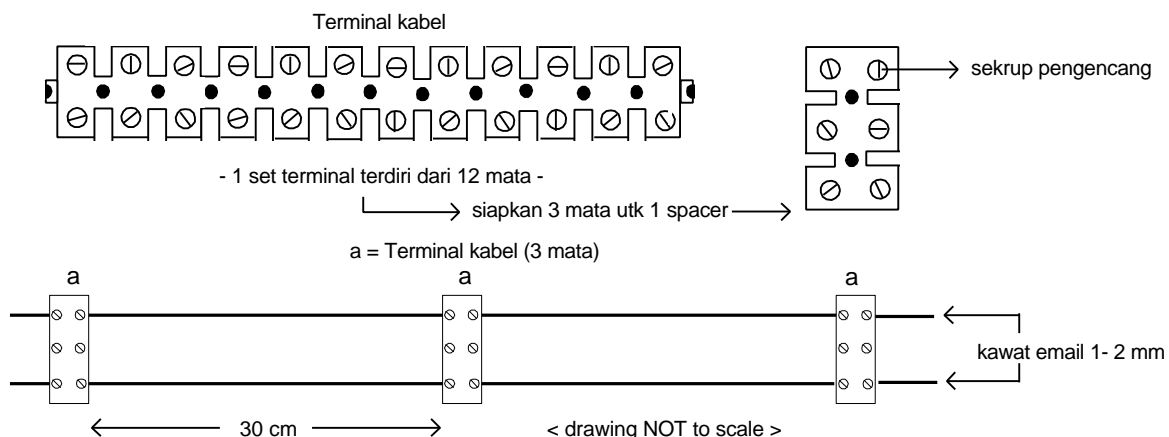 Terminal kabel
sekrup pengencang
- 1 set terminal terdiri dari 12 mata -
siapkan 3 mata utk 1 spacer
a = Terminal kabel (3 mata)
a a a
kawat email 1- 2 mm
30 cm < drawing NOT to scale >